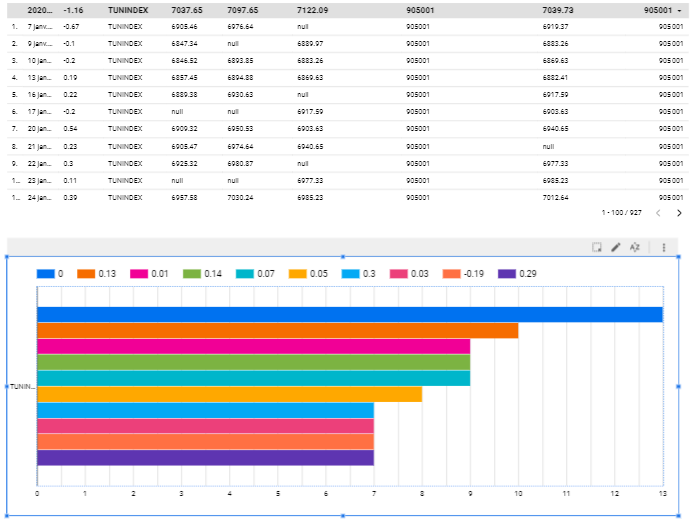 2020... -1.16 TUNINDEX 7037.65 7097.65 7122.09 905001 7039.73 905001
1. 7 janv... -0.67 TUNINDEX 6905.46 6976.64 null 905001 6919.37 905001
2. 9 janv... -0.1 TUNINDEX 6847.34 null 6889.97 905001 6883.26 905001
3. 10 jan... -0.2 TUNINDEX 6846.52 6893.85 6883.26 905001 6869.63 905001
4. 13 jan... 0.19 TUNINDEX 6857.45 6894.88 6869.63 905001 6882.41 905001
5. 16 jan... 0.22 TUNINDEX 6889.38 6930.63 null 905001 6917.59 905001
6. 17 jan... -0.2 TUNINDEX null null 6917.59 905001 6903.63 905001
7. 20 jan... 0.54 TUNINDEX 6909.32 6950.53 6903.63 905001 6940.65 905001
8. 21 jan... 0.23 TUNINDEX 6905.47 6974.64 6940.65 905001 null 905001
9. 22 jan... 0.3 TUNINDEX 6925.32 6980.87 null 905001 6977.33 905001
1... 23 jan... 0.11 TUNINDEX null null 6977.33 905001 6985.23 905001
1... 24 jan... 0.39 TUNINDEX 6957.58 7030.24 6985.23 905001 7012.64 905001
1 - 100 / 927
0 0.13 0.01 0.14 0.07 0.05 0.3 0.03 -0.19 0.29
TUNIN...
0 1 2 3 4 5 6 7 8 9 10 11 12 13